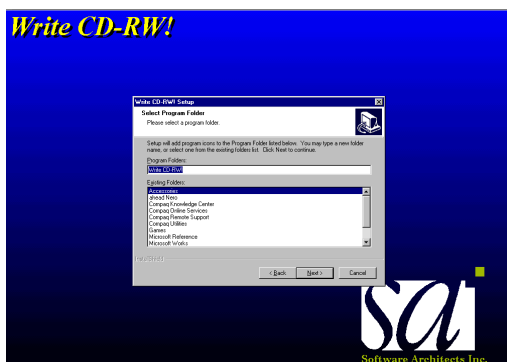 Write CD-RW!
Write CD-RW! Setup
Select Program Folder
Please select a program folder.
Setup will add program icons to the Program Folder listed below. You may type a new folder
name, or select one from the existing folders list. Click Next to continue.
Program Folders:
Write CD-RW!
Existing Folders:
Accessories
ahead Nero
Compaq Knowledge Center
Compaq Online Services
Compaq Remote Support
Compaq Utilities
Games
Microsoft Reference
Microsoft Works
InstallShield
< Back
Next >
Cancel
sa
Software Architects Inc.